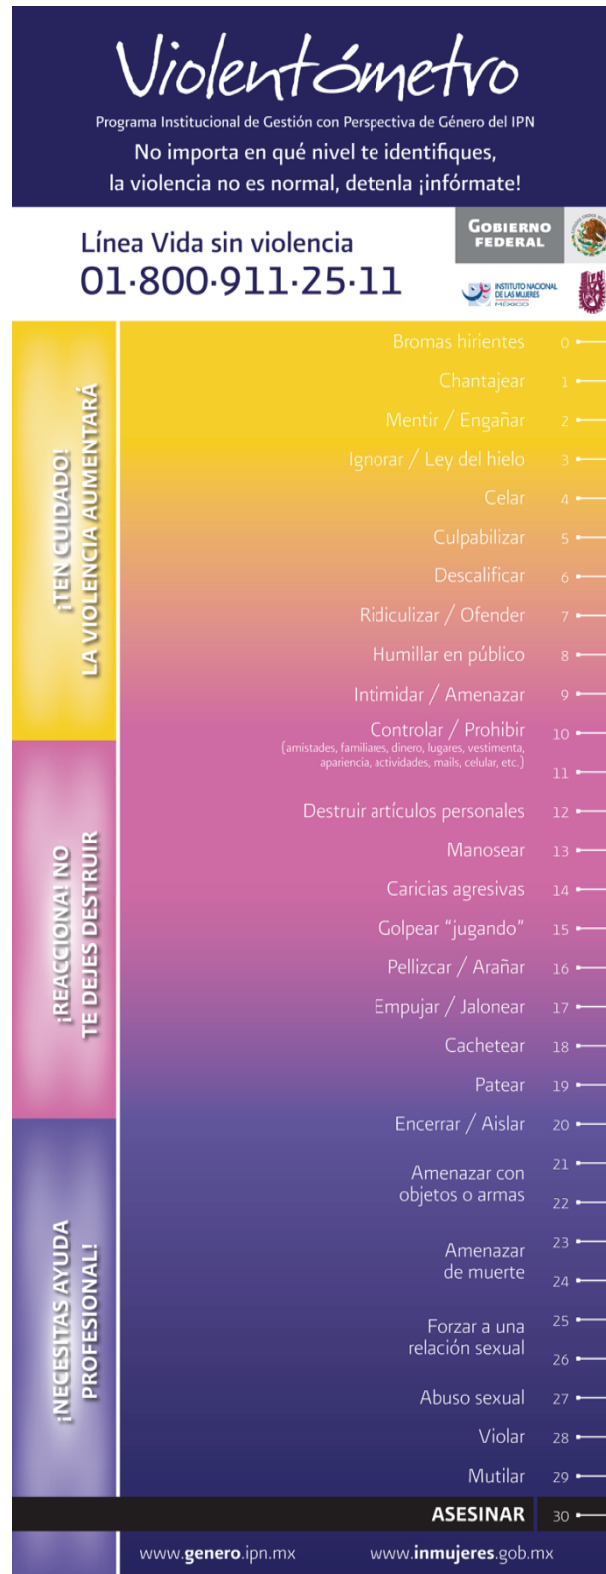 Violentómetro
Programa Institucional de Gestión con Perspectiva de Género del IPN
No importa en qué nivel te identifiques,
la violencia no es normal, detenla ¡infórmate!
Línea Vida sin violencia
01·800·911·25·11
GOBIERNO
FEDERAL
INSTITUTO NACIONAL
DE LAS MUJERES
MÉXICO
¡TEN CUIDADO!
LA VIOLENCIA AUMENTARÁ
Bromas hirientes 0
Chantajear 1
Mentir / Engañar 2
Ignorar / Ley del hielo 3
Celar 4
Culpabilizar 5
Descalificar 6
Ridiculizar / Ofender 7
Humillar en público 8
Intimidar / Amenazar 9
¡REACCIONA! NO
TE DEJES DESTRUIR
Controlar / Prohibir 10
(amistades, familiares, dinero, lugares, vestimenta,
apariencia, actividades, mails, celular, etc.) 11
Destruir artículos personales 12
Manosear 13
Caricias agresivas 14
Golpear “jugando” 15
Pellizcar / Arañar 16
Empujar / Jalonear 17
Cachetear 18
Patear 19
¡NECESITAS AYUDA
PROFESIONAL!
Encerrar / Aislar 20
Amenazar con 21
objetos o armas 22
Amenazar 23
de muerte 24
Forzar a una 25
relación sexual 26
Abuso sexual 27
Violar 28
Mutilar 29
ASESINAR 30
www.genero.ipn.mx www.inmujeres.gob.mx